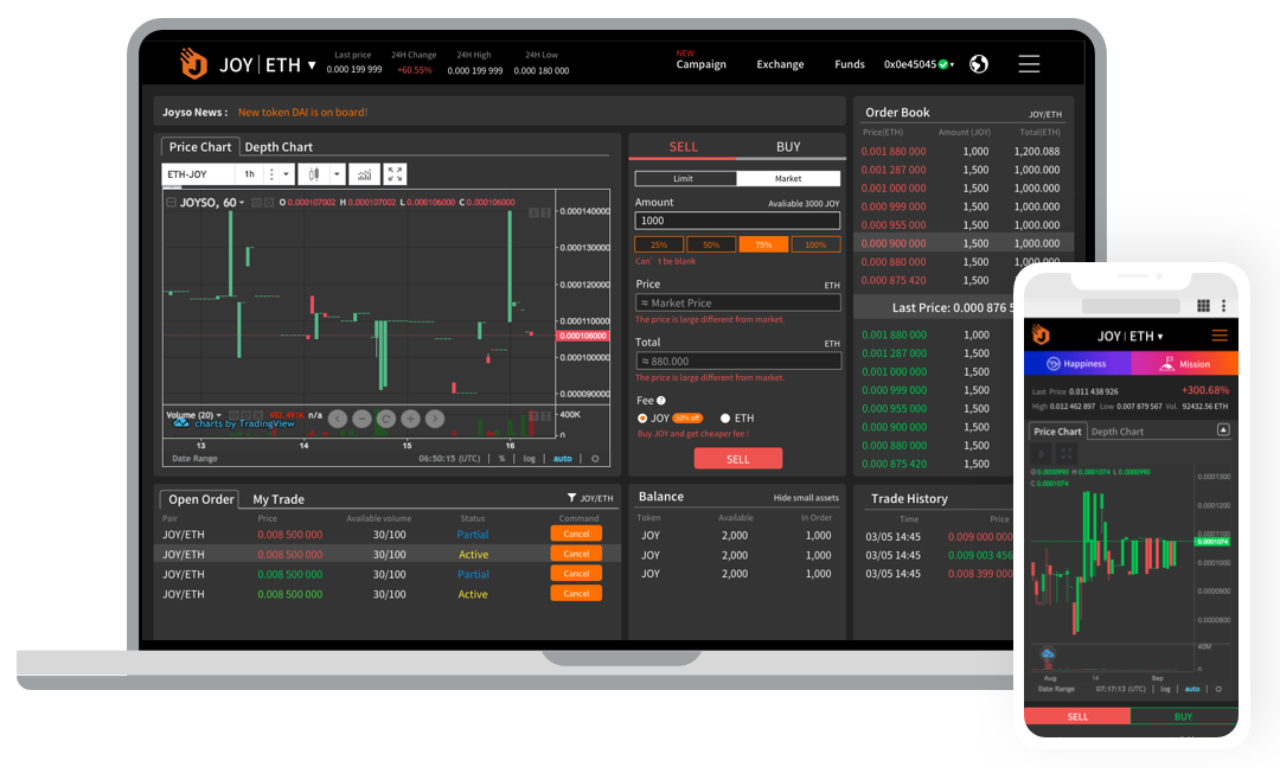 JOY | ETH ▼
Last price
0.000 199 999
24H Change
+60.55%
24H High
0.000 199 999
24H Low
0.000 180 000
NEW
Campaign
Exchange
Funds
0x0e45045
Joyso News : New token DAI is on board!
Price Chart
Depth Chart
ETH-JOY
1h
JOYSO, 60
O 0.000107002 H 0.000107002 L 0.000106000 C 0.000106000
0.000140000
0.000130000
0.000120000
0.000110000
0.000106000
0.000100000
0.000090000
Volume (20)
492.491K n/a
charts by TradingView
400K
0
13 14 15 16
Date Range
06:50:15 (UTC) | % | log | auto |
SELL
BUY
Limit
Market
Amount
Avaliable 3000 JOY
1000
25% 50% 75% 100%
Can' t be blank
Price
ETH
≈ Market Price
The price is large different from market.
Total
ETH
≈ 880.000
The price is large different from market.
Fee ?
JOY 50% off
ETH
Buy JOY and get cheaper fee !
SELL
Order Book
JOY/ETH
Price(ETH) Amount (JOY) Total(ETH)
0.001 880 000 1,000 1,200.088
0.001 287 000 1,500 1,000.000
0.001 000 000 1,500 1,000.000
0.000 999 000 1,500 1,000.000
0.000 955 000 1,500 1,000.000
0.000 900 000 1,500 1,000.000
0.000 880 000 1,500 1,000.000
0.000 875 420 1,500
Last Price: 0.000 876 5
0.001 880 000 1,000
0.001 287 000 1,500
0.001 000 000 1,500
0.000 999 000 1,500
0.000 955 000 1,500
0.000 900 000 1,500
0.000 880 000 1,500
0.000 875 420 1,500
Open Order
My Trade
JOY/ETH
Pair Price Available volume Status Command
JOY/ETH 0.008 500 000 30/100 Partial Cancel
JOY/ETH 0.008 500 000 30/100 Active Cancel
JOY/ETH 0.008 500 000 30/100 Partial Cancel
JOY/ETH 0.008 500 000 30/100 Active Cancel
Balance
Hide small assets
Token Available In Order
JOY 2,000 1,000
JOY 2,000 1,000
JOY 2,000 1,000
Trade History
Time Price
03/05 14:45 0.009 000 000
03/05 14:45 0.009 003 456
03/05 14:45 0.008 399 000
JOY | ETH ▾
Happiness
Mission
Last Price 0.011 438 926
+300.68%
High 0.012 462 897 Low 0.007 879 567 Vol. 92432.56 ETH
Price Chart
Depth Chart
O 0.0000990 H 0.0001074 L 0.0000990
C 0.0001074
0.0001300
0.0001200
0.0001100
0.0001074
0.0001000
0.0000900
0.0000800
40M
0
Aug 14 Sep
Date Range
07:17:13 (UTC) | log | auto |
SELL
BUY